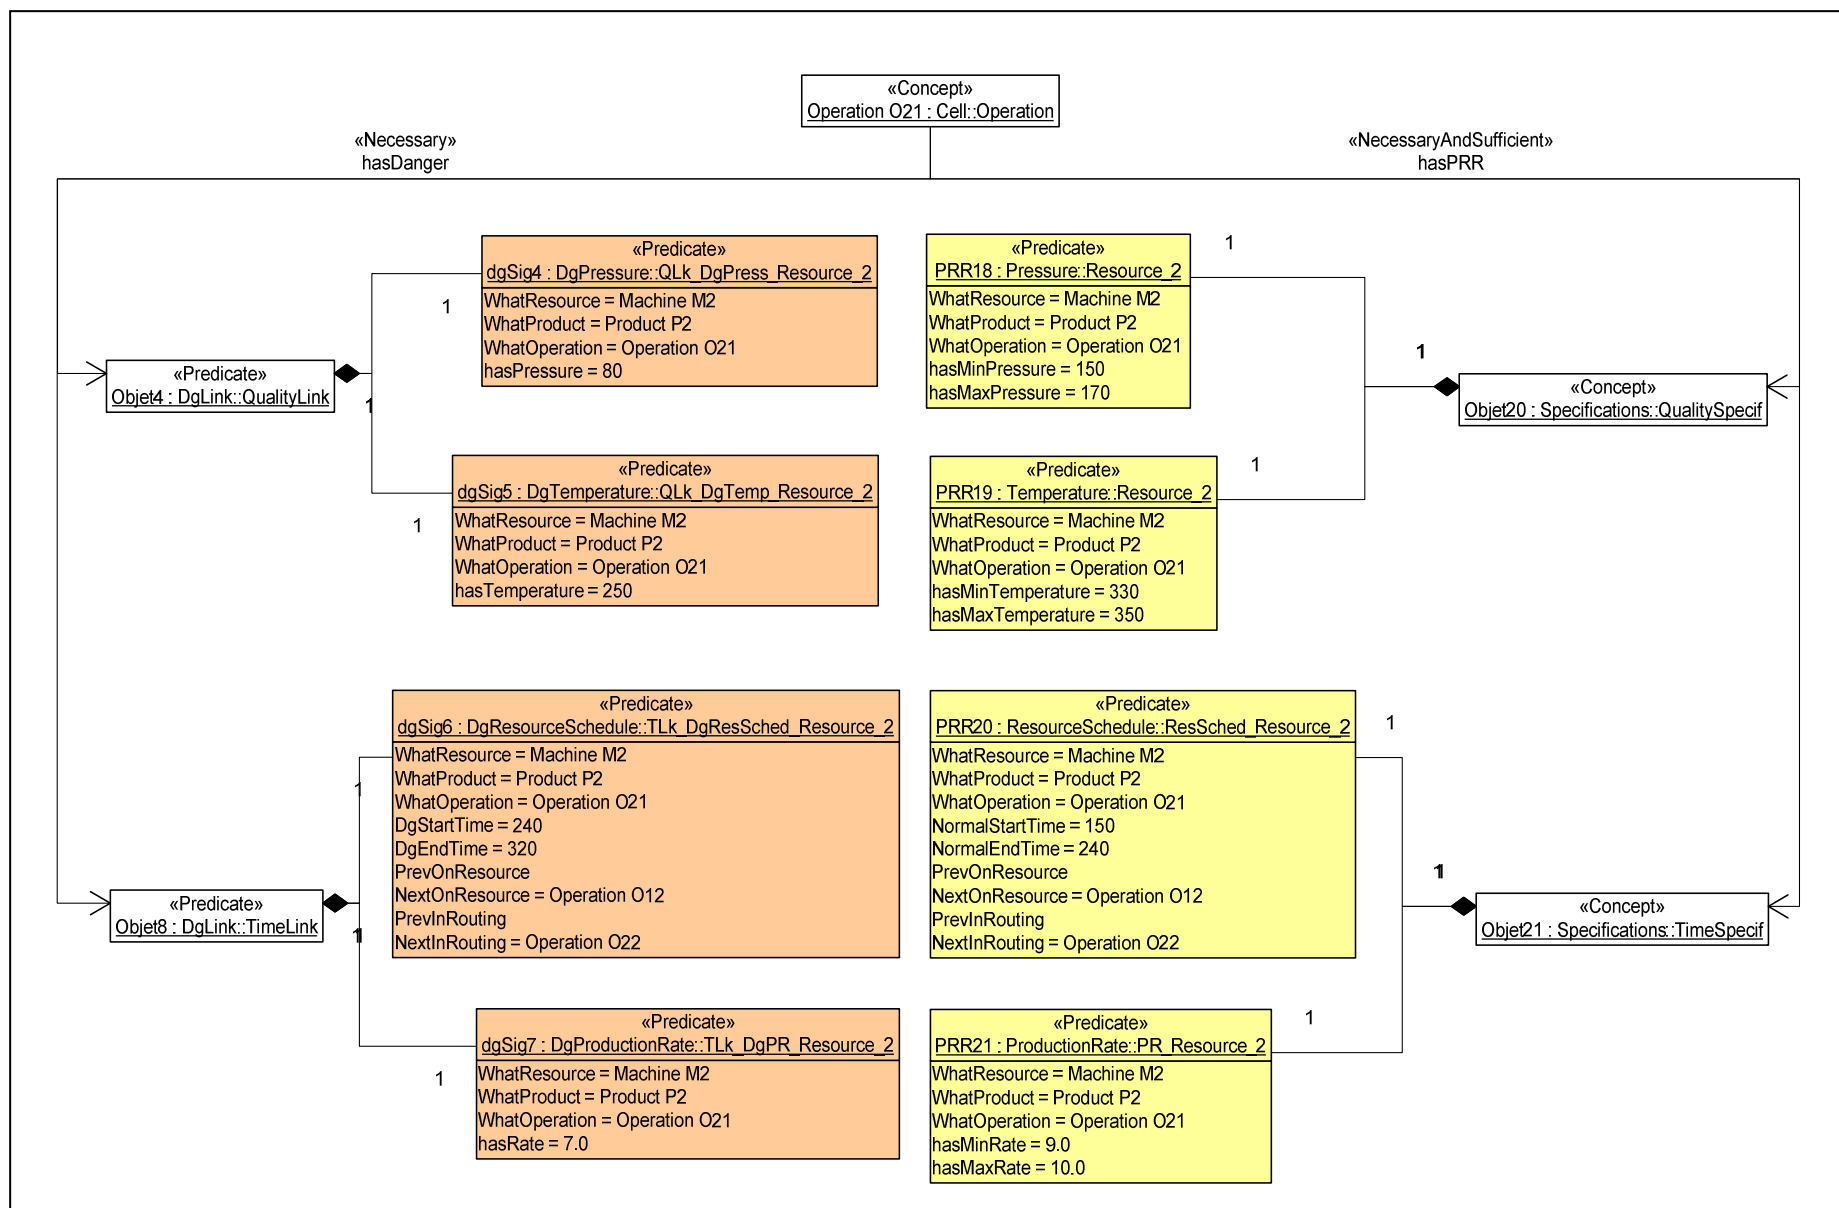 «Concept»
Operation O21 : Cell::Operation
«Necessary»
hasDanger
«NecessaryAndSufficient»
hasPRR
«Predicate»
dgSig4 : DgPressure::QLk_DgPress_Resource_2
WhatResource = Machine M2
WhatProduct = Product P2
WhatOperation = Operation O21
hasPressure = 80
1
«Predicate»
PRR18 : Pressure::Resource_2
WhatResource = Machine M2
WhatProduct = Product P2
WhatOperation = Operation O21
hasMinPressure = 150
hasMaxPressure = 170
1
«Predicate»
Objet4 : DgLink::QualityLink
1
1
«Concept»
Objet20 : Specifications::QualitySpecif
«Predicate»
dgSig5 : DgTemperature::QLk_DgTemp_Resource_2
WhatResource = Machine M2
WhatProduct = Product P2
WhatOperation = Operation O21
hasTemperature = 250
1
«Predicate»
PRR19 : Temperature::Resource_2
WhatResource = Machine M2
WhatProduct = Product P2
WhatOperation = Operation O21
hasMinTemperature = 330
hasMaxTemperature = 350
1
«Predicate»
dgSig6 : DgResourceSchedule::TLk_DgResSched_Resource_2
WhatResource = Machine M2
WhatProduct = Product P2
WhatOperation = Operation O21
DgStartTime = 240
DgEndTime = 320
PrevOnResource
NextOnResource = Operation O12
PrevInRouting
NextInRouting = Operation O22
1
«Predicate»
PRR20 : ResourceSchedule::ResSched_Resource_2
WhatResource = Machine M2
WhatProduct = Product P2
WhatOperation = Operation O21
NormalStartTime = 150
NormalEndTime = 240
PrevOnResource
NextOnResource = Operation O12
PrevInRouting
NextInRouting = Operation O22
1
«Predicate»
Objet8 : DgLink::TimeLink
1
1
«Concept»
Objet21 : Specifications::TimeSpecif
«Predicate»
dgSig7 : DgProductionRate::TLk_DgPR_Resource_2
WhatResource = Machine M2
WhatProduct = Product P2
WhatOperation = Operation O21
hasRate = 7.0
1
«Predicate»
PRR21 : ProductionRate::PR_Resource_2
WhatResource = Machine M2
WhatProduct = Product P2
WhatOperation = Operation O21
hasMinRate = 9.0
hasMaxRate = 10.0
1